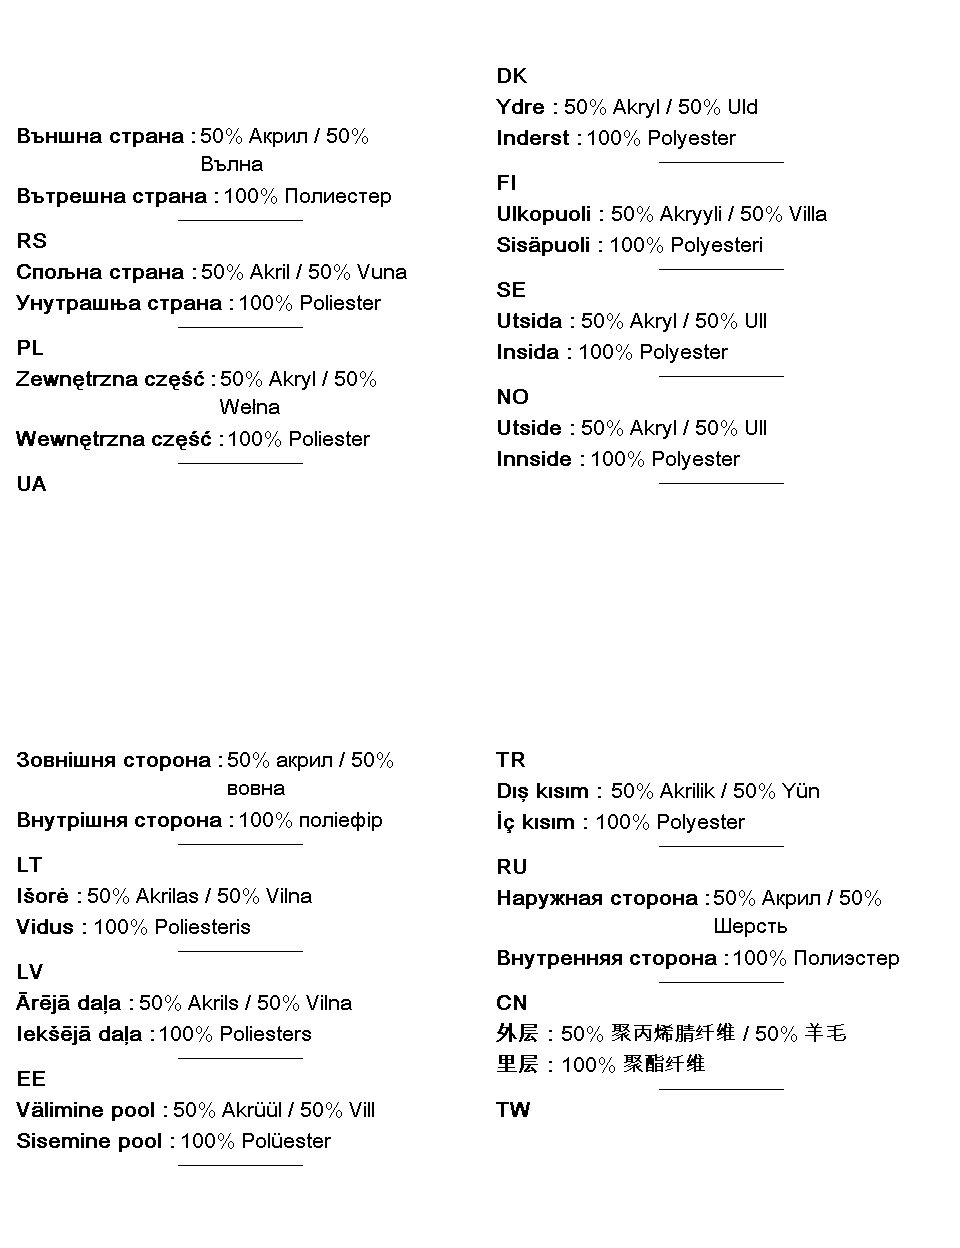 Външна страна : 50% Акрил / 50%
Вълна
Вътрешна страна : 100% Полиестер
RS
Спољна страна : 50% Akril / 50% Vuna
Унутрашња страна : 100% Poliester
PL
Zewnętrzna część : 50% Akryl / 50%
Wełna
Wewnętrzna część : 100% Poliester
UA
DK
Ydre : 50% Akryl / 50% Uld
Inderst : 100% Polyester
FI
Ulkopuoli : 50% Akryyli / 50% Villa
Sisäpuoli : 100% Polyesteri
SE
Utsida : 50% Akryl / 50% Ull
Insida : 100% Polyester
NO
Utside : 50% Akryl / 50% Ull
Innside : 100% Polyester
Зовнішня сторона : 50% акрил / 50%
вовна
Внутрішня сторона : 100% поліефір
LT
Išorė : 50% Akrilas / 50% Vilna
Vidus : 100% Poliesteris
LV
Ārējā daļa : 50% Akrils / 50% Vilna
Iekšējā daļa : 100% Poliesters
EE
Välimine pool : 50% Akrüül / 50% Vill
Sisemine pool : 100% Polüester
TR
Dış kısım : 50% Akrilik / 50% Yün
İç kısım : 100% Polyester
RU
Наружная сторона : 50% Акрил / 50%
Шерсть
Внутренняя сторона : 100% Полиэстер
CN
外层 : 50% 聚丙烯腈纤维 / 50% 羊毛
里层 : 100% 聚酯纤维
TW